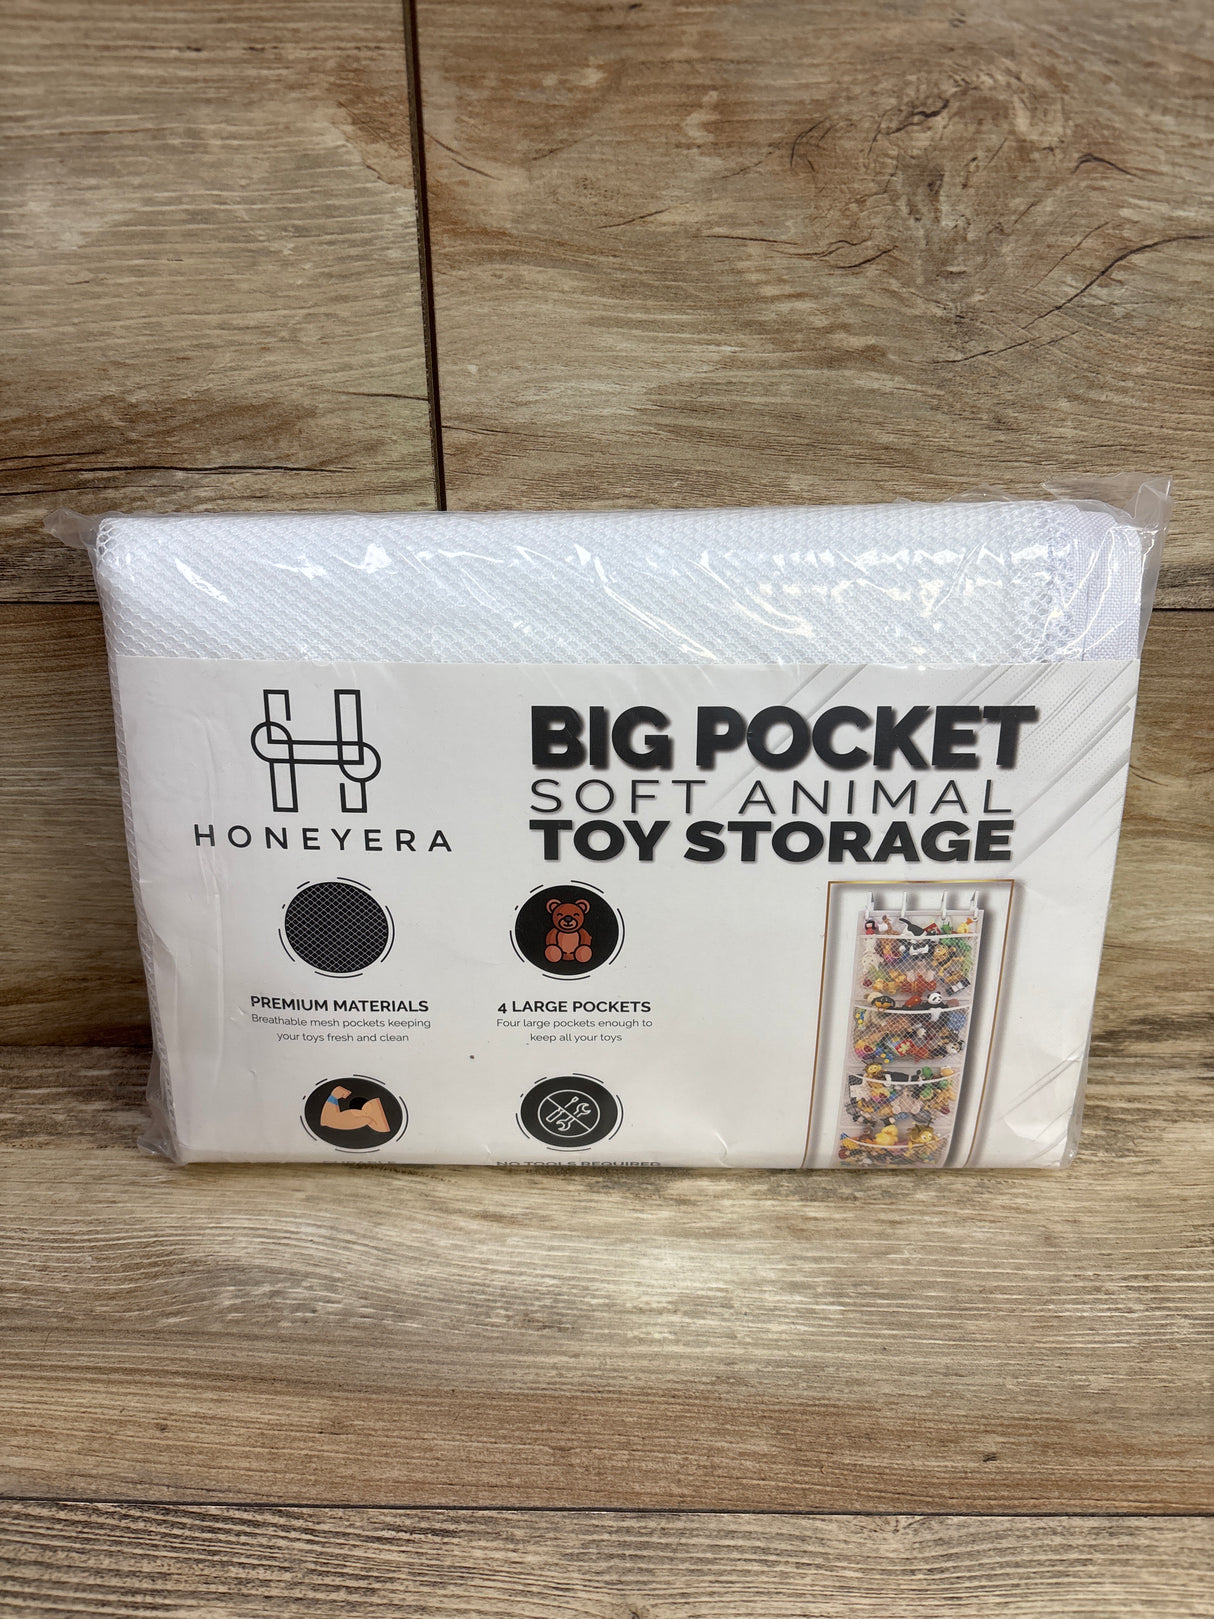 HONEYERA
BIG POCKET
SOFT ANIMAL
TOY STORAGE
PREMIUM MATERIALS
Breathable mesh pockets keeping
your toys fresh and clean
4 LARGE POCKETS
Four large pockets enough to
keep all your toys
NO TOOLS REQUIRED